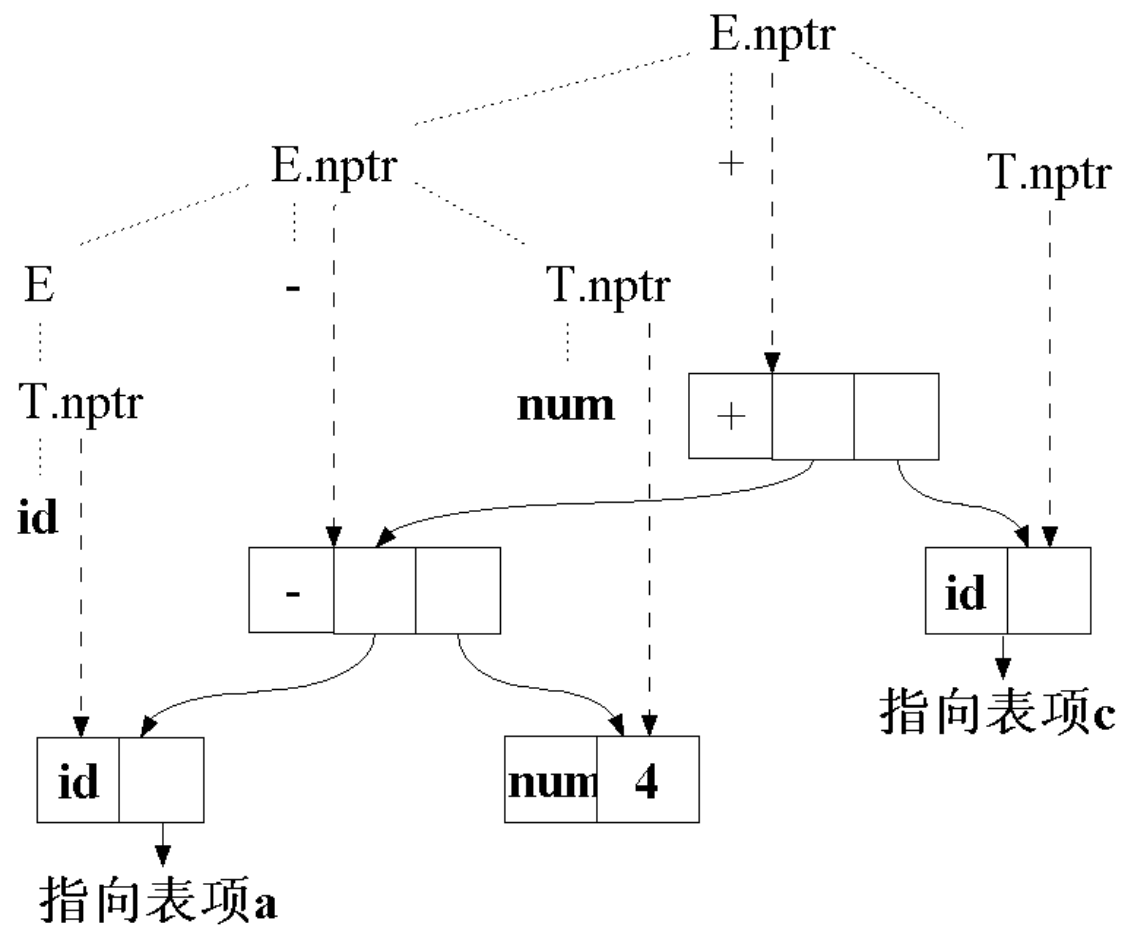 E.nptr
E.nptr
+
T.nptr
E
-
T.nptr
T.nptr
num
+
id
-
id
指向表项c
id
num 4
指向表项a